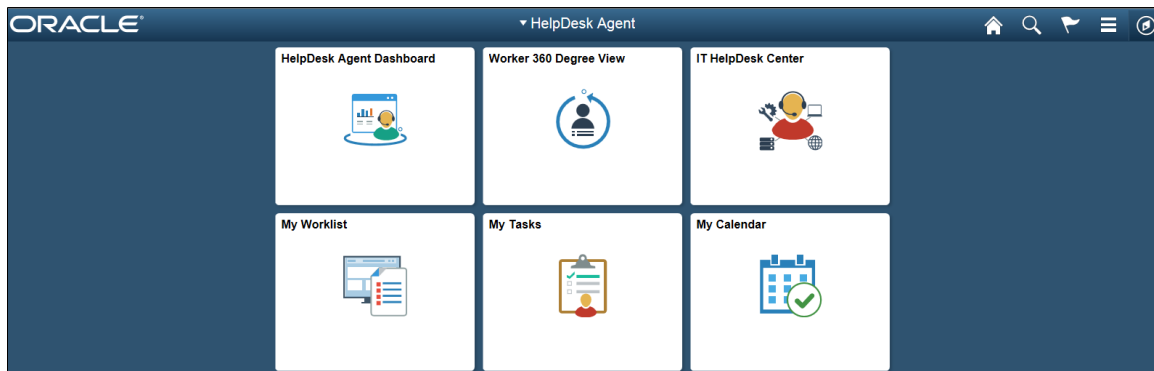 ORACLE
HelpDesk Agent
HelpDesk Agent Dashboard
Worker 360 Degree View
IT HelpDesk Center
My Worklist
My Tasks
My Calendar